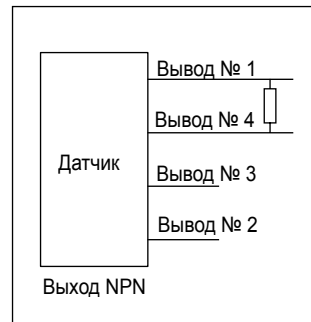 Вывод № 1
Вывод № 4
Датчик
Вывод № 3
Вывод № 2
Выход NPN